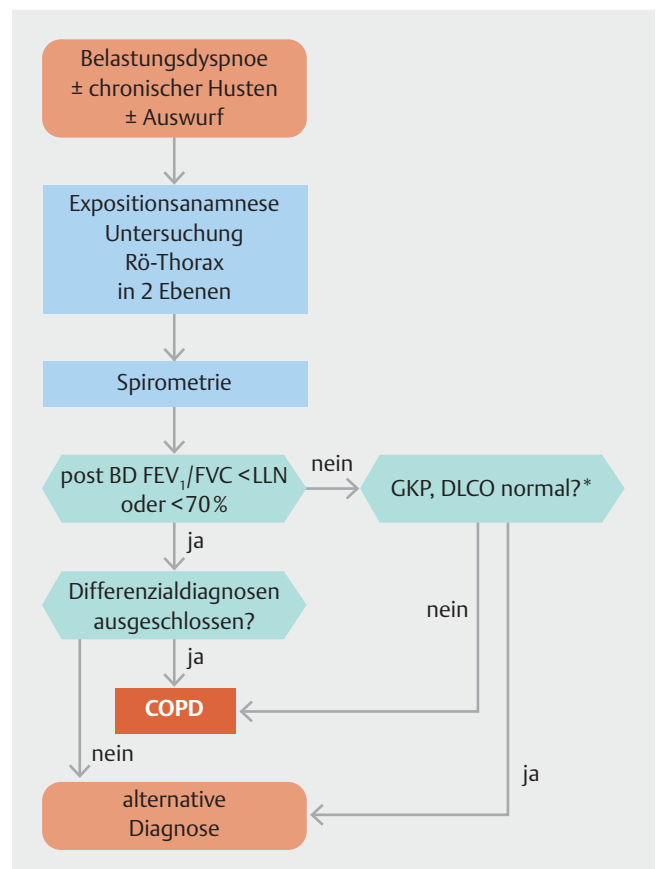 Belastungsdyspnoe
± chronischer Husten
± Auswurf
Expositionsanamnese
Untersuchung
Rö-Thorax
in 2 Ebenen
Spirometrie
post BD FEV₁/FVC <LLN
oder <70%
nein
GKP, DLCO normal?*
ja
Differenzialdiagnosen
ausgeschlossen?
nein
ja
COPD
nein
ja
alternative
Diagnose